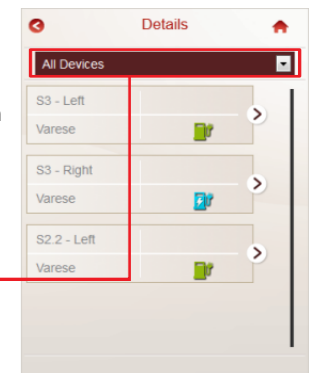 Details
All Devices
S3 - Left
Varese
S3 - Right
Varese
S2.2 - Left
Varese